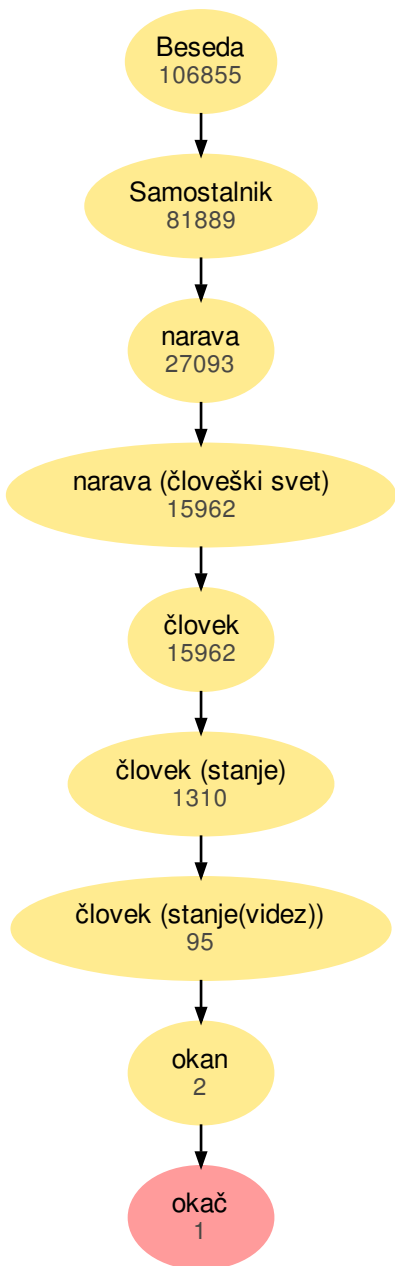 Beseda
106855
Samostalnik
81889
narava
27093
narava (človeški svet)
15962
človek
15962
človek (stanje)
1310
človek (stanje(videz))
95
okan
2
okač
1